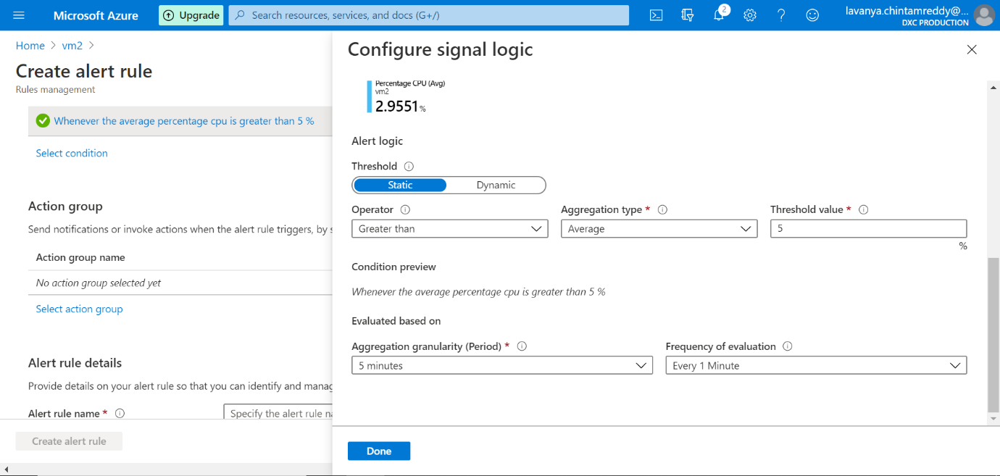 Microsoft Azure
Upgrade
Search resources, services, and docs (G+/)
2
lavanya.chintamreddy@...
DXC PRODUCTION
Home > vm2 >
Create alert rule
Rules management
Whenever the average percentage cpu is greater than 5 %
Select condition
Action group
Send notifications or invoke actions when the alert rule triggers, by s
Action group name
No action group selected yet
Select action group
Alert rule details
Provide details on your alert rule so that you can identify and manag
Alert rule name *
Specify the alert rule na
Create alert rule
Configure signal logic
Percentage CPU (Avg)
vm2
2.9551 %
Alert logic
Threshold
Static Dynamic
Operator Aggregation type * Threshold value *
Greater than Average 5
%
Condition preview
Whenever the average percentage cpu is greater than 5 %
Evaluated based on
Aggregation granularity (Period) * Frequency of evaluation
5 minutes Every 1 Minute
Done